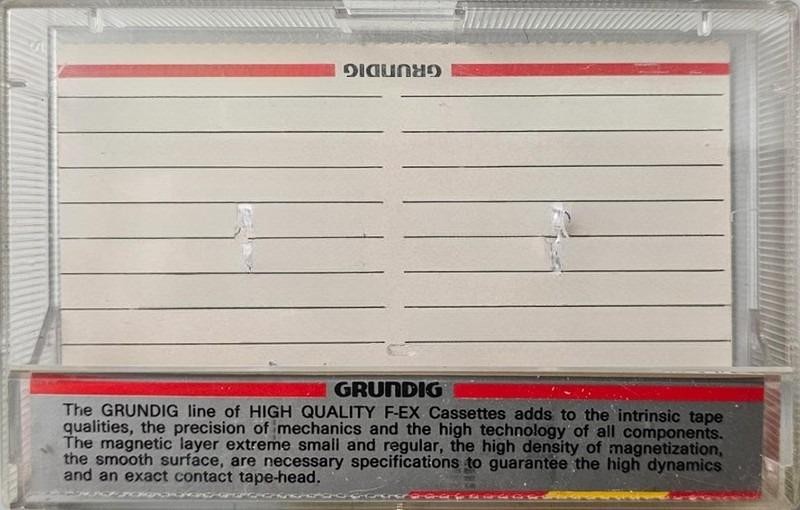 GRUNDIG
GRUNDIG
The GRUNDIG line of HIGH QUALITY F-EX Cassettes adds to the intrinsic tape
qualities, the precision of mechanics and the high technology of all components.
The magnetic layer extreme small and regular, the high density of magnetization,
the smooth surface, are necessary specifications to guarantee the high dynamics
and an exact contact tape-head.